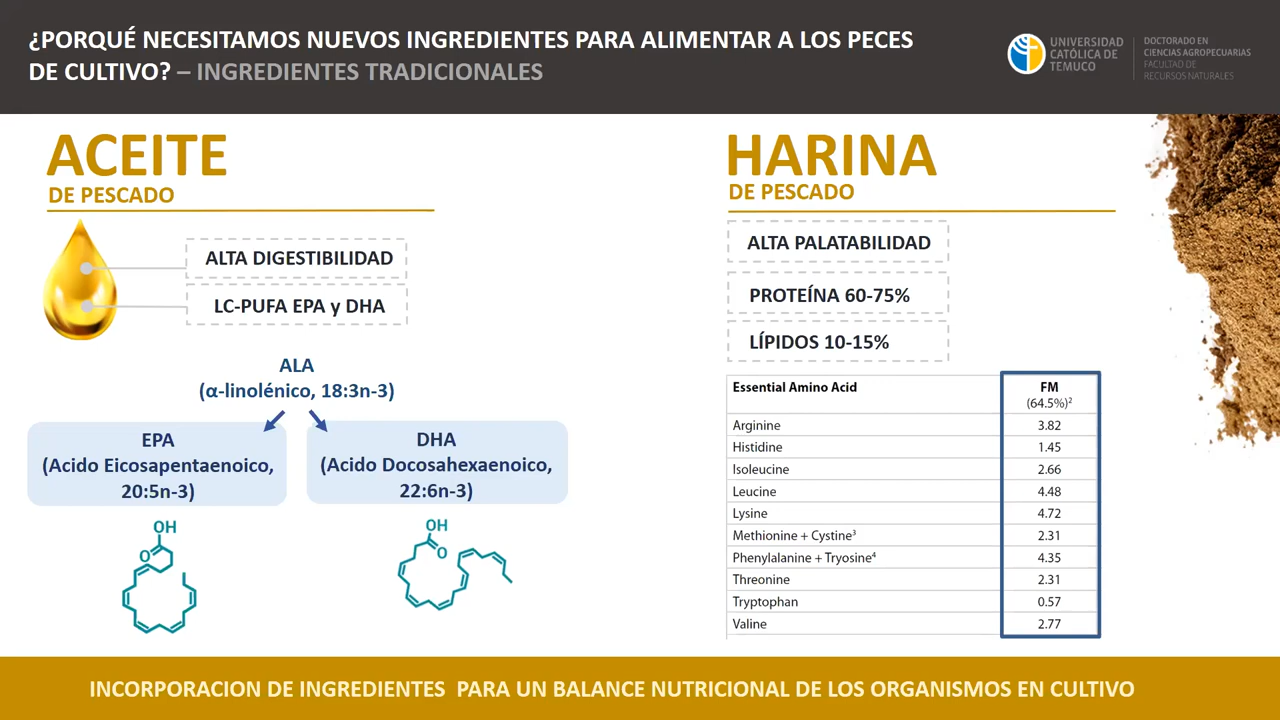 ¿PORQUÉ NECESITAMOS NUEVOS INGREDIENTES PARA ALIMENTAR A LOS PECES
DE CULTIVO? – INGREDIENTES TRADICIONALES
UNIVERSIDAD
CATÓLICA DE
TEMUCO
DOCTORADO EN
CIENCIAS AGROPECUARIAS
FACULTAD DE
RECURSOS NATURALES
ACEITE
DE PESCADO
ALTA DIGESTIBILIDAD
LC-PUFA EPA y DHA
ALA
(α-linolénico, 18:3n-3)
EPA
(Acido Eicosapentaenoico,
20:5n-3)
DHA
(Acido Docosahexaenoico,
22:6n-3)
OH
O
OH
O
HARINA
DE PESCADO
ALTA PALATABILIDAD
PROTEÍNA 60-75%
LÍPIDOS 10-15%
Essential Amino Acid FM
(64.5%)²
Arginine 3.82
Histidine 1.45
Isoleucine 2.66
Leucine 4.48
Lysine 4.72
Methionine + Cystine³ 2.31
Phenylalanine + Tryosine⁴ 4.35
Threonine 2.31
Tryptophan 0.57
Valine 2.77
INCORPORACION DE INGREDIENTES PARA UN BALANCE NUTRICIONAL DE LOS ORGANISMOS EN CULTIVO